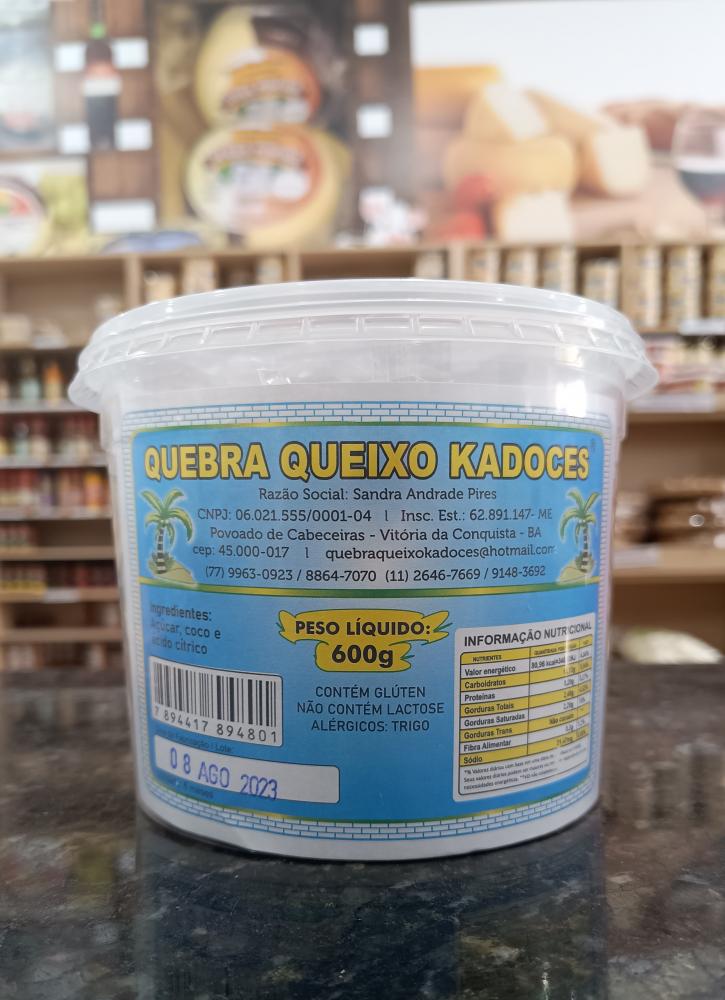 QUEBRA QUEIXO KADOCES
Razão Social: Sandra Andrade Pires
CNPJ: 06.021.555/0001-04 | Insc. Est.: 62.891.147- ME
Povoado de Cabeceiras - Vitória da Conquista - BA
cep: 45.000-017 | quebraqueixokadoces@hotmail.com
(77) 9963-0923 / 8864-7070 (11) 2646-7669 / 9148-3692
Ingredientes:
Açúcar, coco e
ácido cítrico
7 894417 894801
08 AGO 2023
PESO LÍQUIDO:
600g
CONTÉM GLÚTEN
NÃO CONTÉM LACTOSE
ALÉRGICOS: TRIGO
INFORMAÇÃO NUTRICIONAL
NUTRIENTES
Valor energético
Carboidratos
Proteínas
Gorduras Totais
Gorduras Saturadas
Gorduras Trans
Fibra Alimentar
Sódio